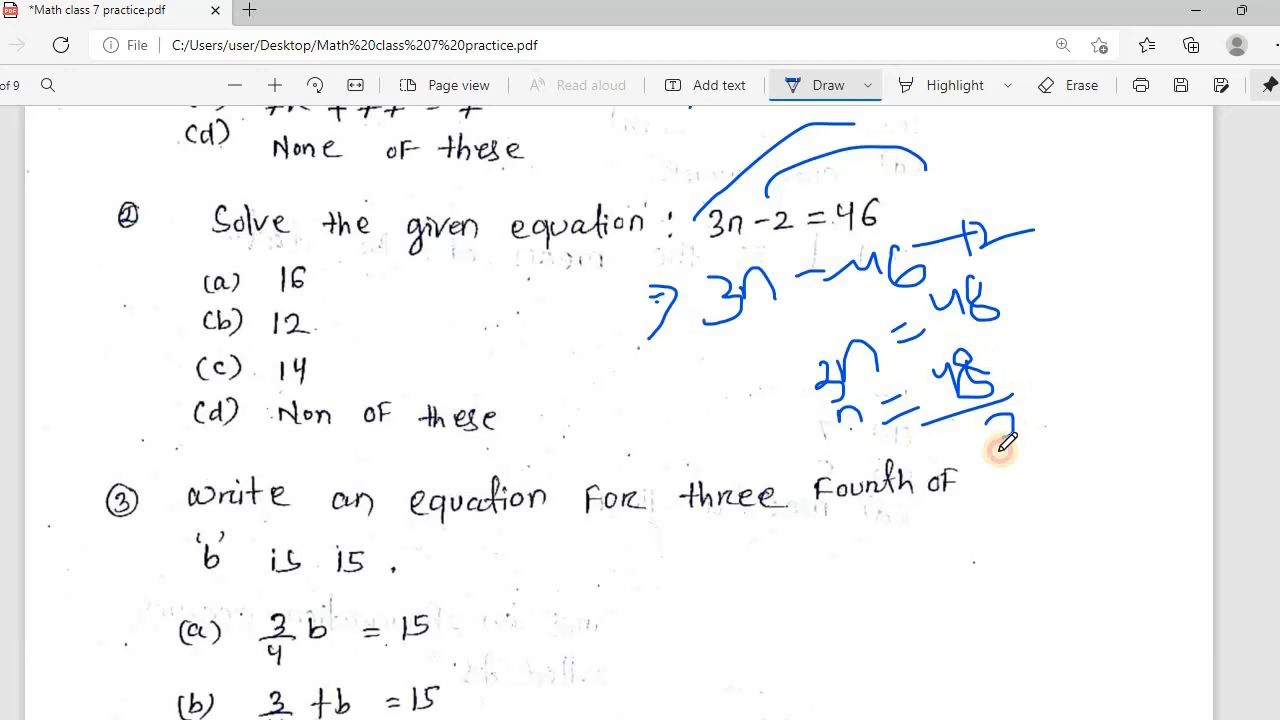 *Math class 7 practice.pdf
File C:/Users/user/Desktop/Math%20class%207%20practice.pdf
of 9 Page view Read aloud Add text Draw Highlight Erase
(d) None of these
② Solve the given equation : 3n - 2 = 46
(a) 16
(b) 12
(c) 14
(d) Non of these
⇒ 3n - 46 + 2
3n = 48
n = 48
③ Write an equation for three fourth of
'b' is 15.
(a) 3/4 b = 15
(b) 3 + b = 15